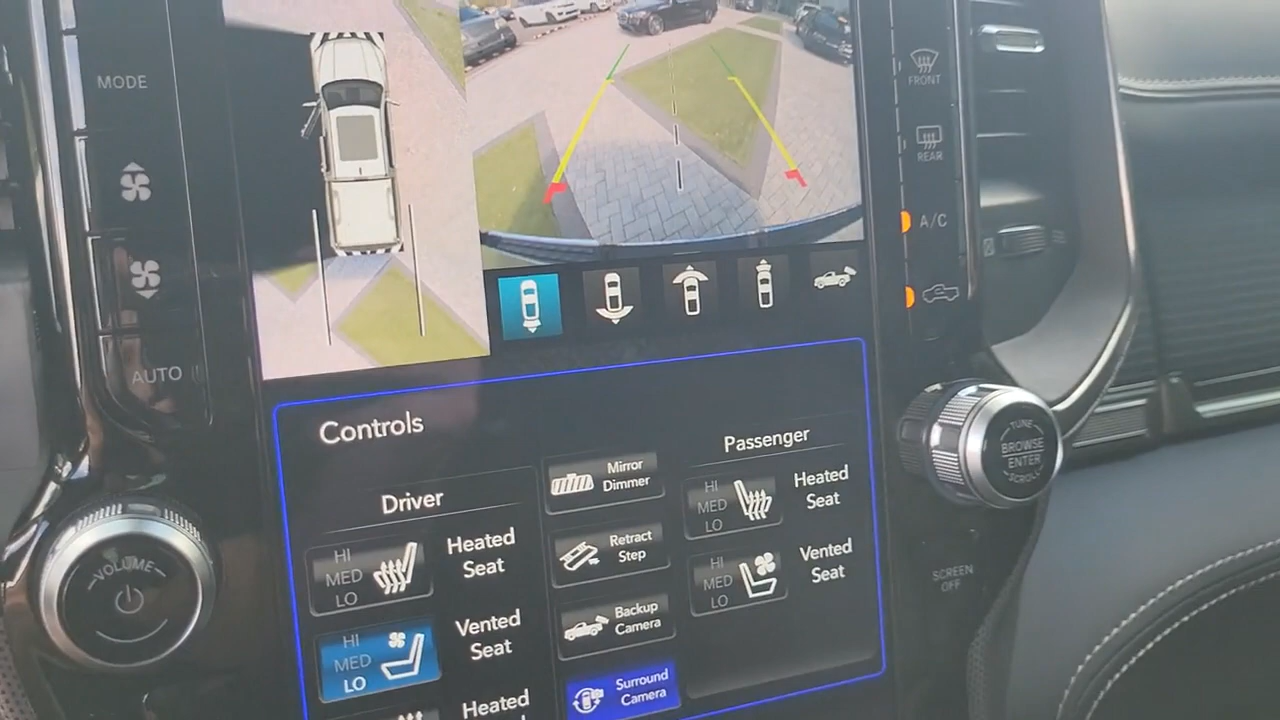 MODE
AUTO
VOLUME
FRONT
REAR
A/C
TUNE
BROWSE
ENTER
SCROLL
SCREEN
OFF
Controls
Driver
HI
MED
LO
Heated
Seat
HI
MED
LO
Vented
Seat
Heated
Mirror
Dimmer
Retract
Step
Backup
Camera
Surround
Camera
Passenger
HI
MED
LO
Heated
Seat
HI
MED
LO
Vented
Seat